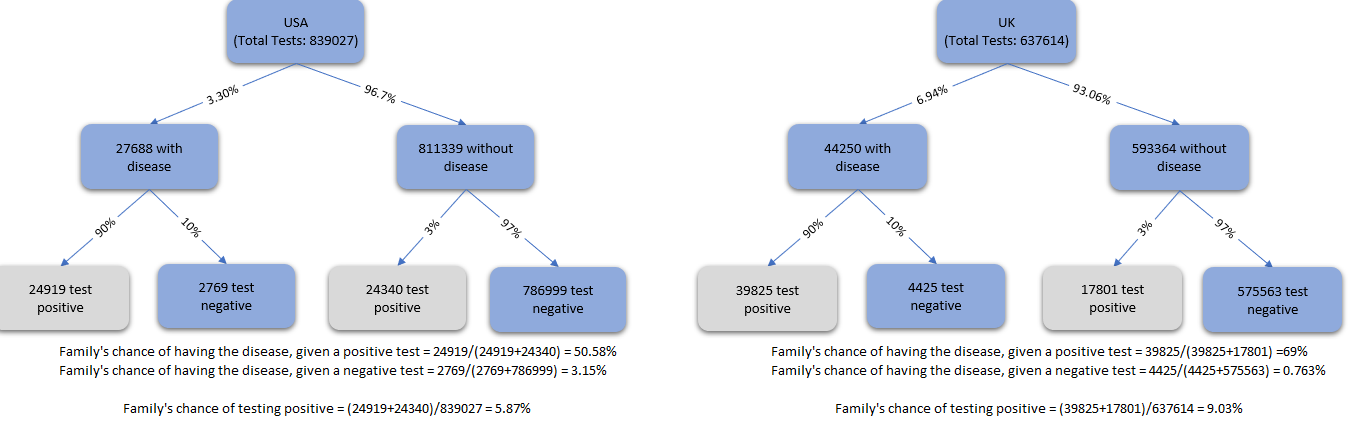 USA
(Total Tests: 839027)
3.30%
96.7%
27688 with
disease
811339 without
disease
90%
10%
3%
97%
24919 test
positive
2769 test
negative
24340 test
positive
786999 test
negative
Family's chance of having the disease, given a positive test = 24919/(24919+24340) = 50.58%
Family's chance of having the disease, given a negative test = 2769/(2769+786999) = 3.15%
Family's chance of testing positive = (24919+24340)/839027 = 5.87%
UK
(Total Tests: 637614)
6.94%
93.06%
44250 with
disease
593364 without
disease
90%
10%
3%
97%
39825 test
positive
4425 test
negative
17801 test
positive
575563 test
negative
Family's chance of having the disease, given a positive test = 39825/(39825+17801) =69%
Family's chance of having the disease, given a negative test = 4425/(4425+575563) = 0.763%
Family's chance of testing positive = (39825+17801)/637614 = 9.03%